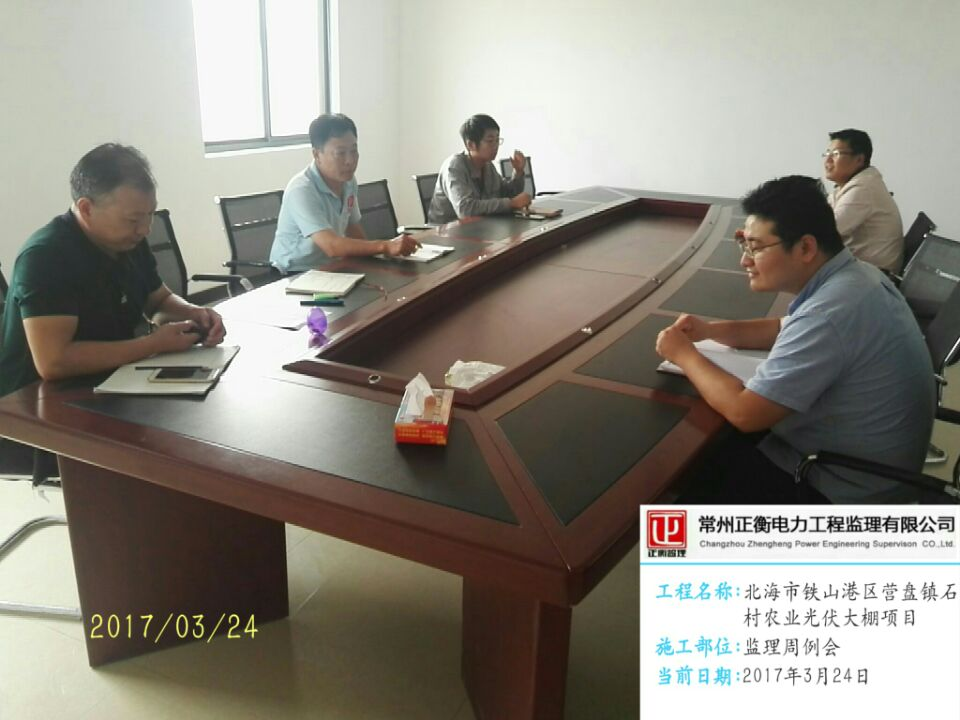 2017/03/24
常州正衡电力工程监理有限公司
Changzhou Zhengheng Power Engineering Supervison CO.,Ltd.
正衡监理
工程名称:北海市铁山港区营盘镇石
村农业光伏大棚项目
施工部位:监理周例会
当前日期:2017年3月24日